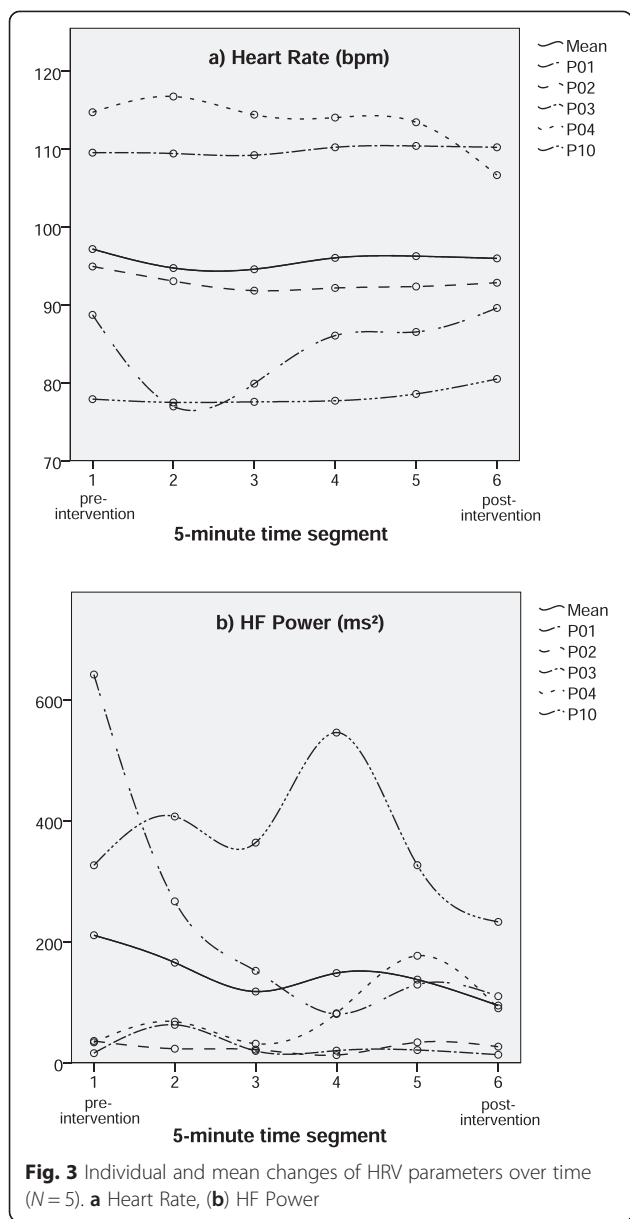 a) Heart Rate (bpm)
Mean
P01
P02
P03
P04
P10
120
110
100
90
80
70
1 2 3 4 5 6
pre-
intervention
post-
intervention
5-minute time segment
b) HF Power (ms²)
Mean
P01
P02
P03
P04
P10
600
400
200
0
1 2 3 4 5 6
pre-
intervention
post-
intervention
5-minute time segment
Fig. 3 Individual and mean changes of HRV parameters over time
(N = 5). a Heart Rate, (b) HF Power